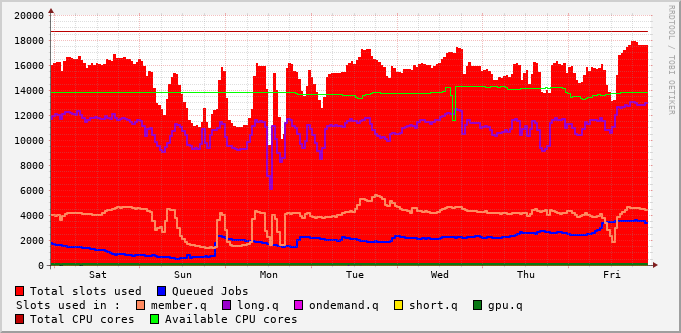 20000
18000
16000
14000
12000
10000
8000
6000
4000
2000
0
Sat Sun Mon Tue Wed Thu Fri
RRDTOOL / TOBI OETIKER
Total slots used Queued Jobs
Slots used in : member.q long.q ondemand.q short.q gpu.q
Total CPU cores Available CPU cores